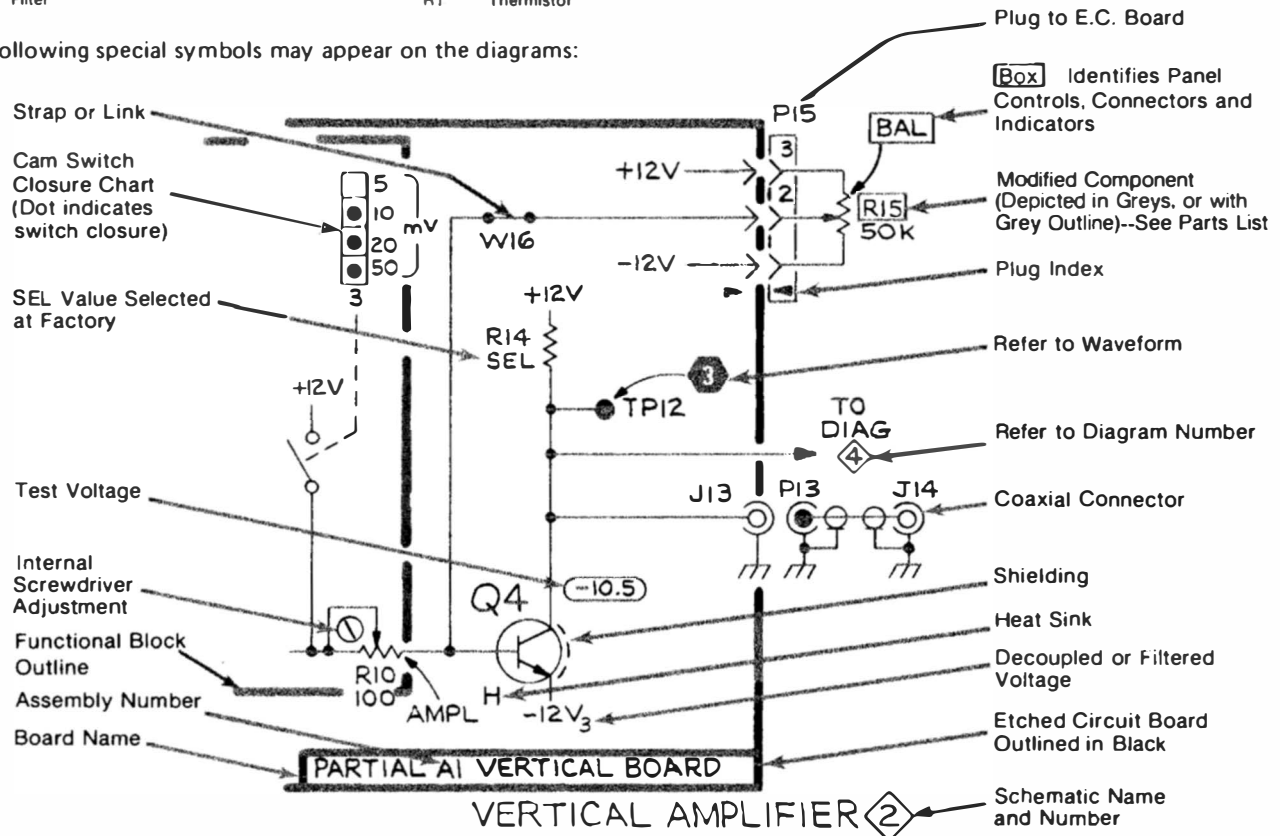 Filter
RT Thermistor
ollowing special symbols may appear on the diagrams:
Plug to E.C. Board
Box Identifies Panel
Controls, Connectors and
Indicators
Strap or Link
Cam Switch
Closure Chart
(Dot indicates
switch closure)
Modified Component
(Depicted in Greys, or with
Grey Outline)--See Parts List
Plug Index
SEL Value Selected
at Factory
Refer to Waveform
Refer to Diagram Number
Coaxial Connector
Test Voltage
Internal
Screwdriver
Adjustment
Functional Block
Outline
Assembly Number
Board Name
Shielding
Heat Sink
Decoupled or Filtered
Voltage
Etched Circuit Board
Outlined in Black
Schematic Name
and Number
P15
BAL
3
2
+12V
R15
50K
-12V
5
10
20
50
mV
3
W16
+12V
R14
SEL
3
TP12
+12V
TO
DIAG
4
J13
P13
J14
-10.5
Q4
R10
100
AMPL
H
-12V3
PARTIAL A1 VERTICAL BOARD
VERTICAL AMPLIFIER 2